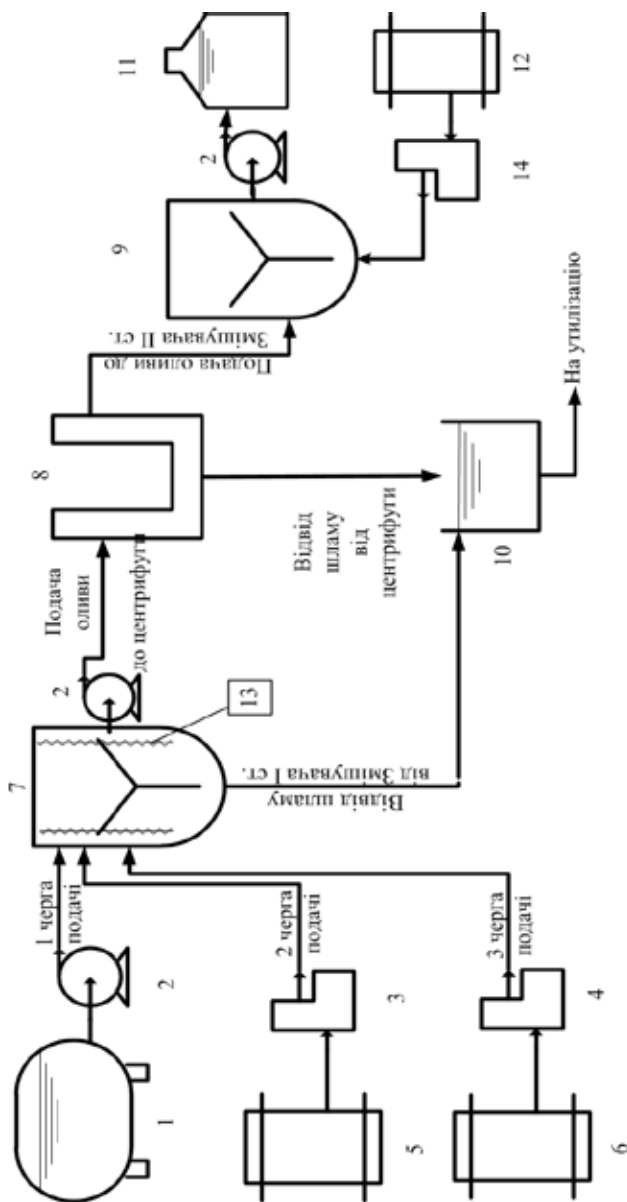 1
2
1 черга
подачі
5
3
2 черга
подачі
6
4
3 черга
подачі
7
13
Відвід шламу
від Змішувача I ст.
2
Подача
оливи
до центрифуги
8
Відвід
шламу
від
центрифуги
10
На утилізацію
Подача оливи до
Змішувача II ст.
9
2
11
14
12